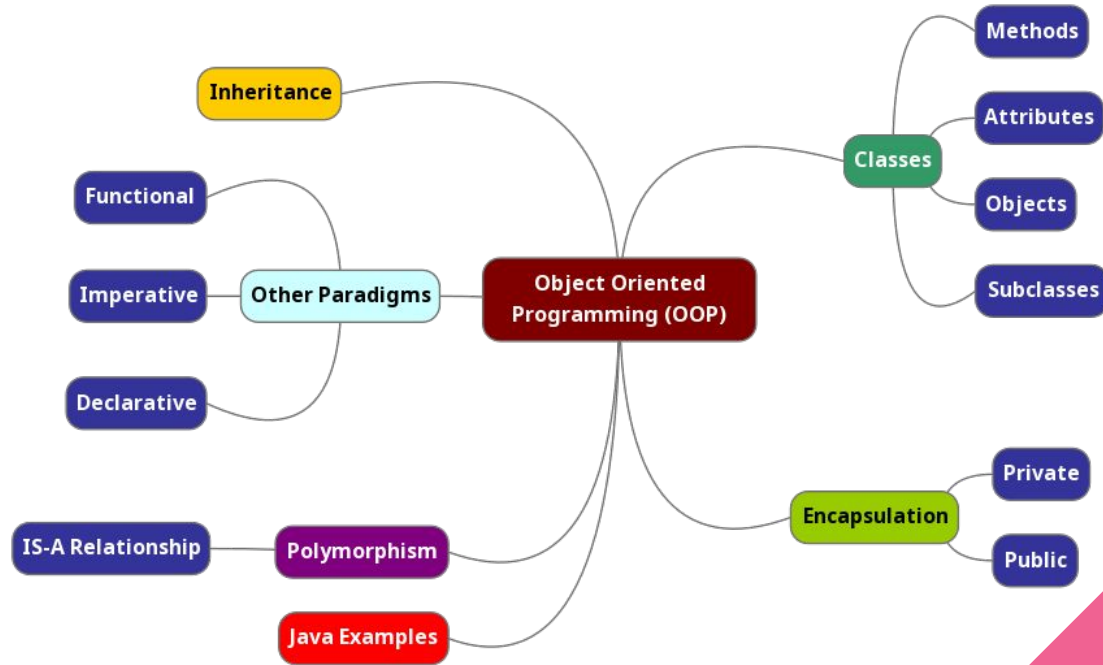 Methods
Inheritance
Attributes
Classes
Functional
Objects
Other Paradigms
Imperative
Object Oriented
Programming (OOP)
Subclasses
Declarative
Private
Encapsulation
IS-A Relationship
Polymorphism
Public
Java Examples